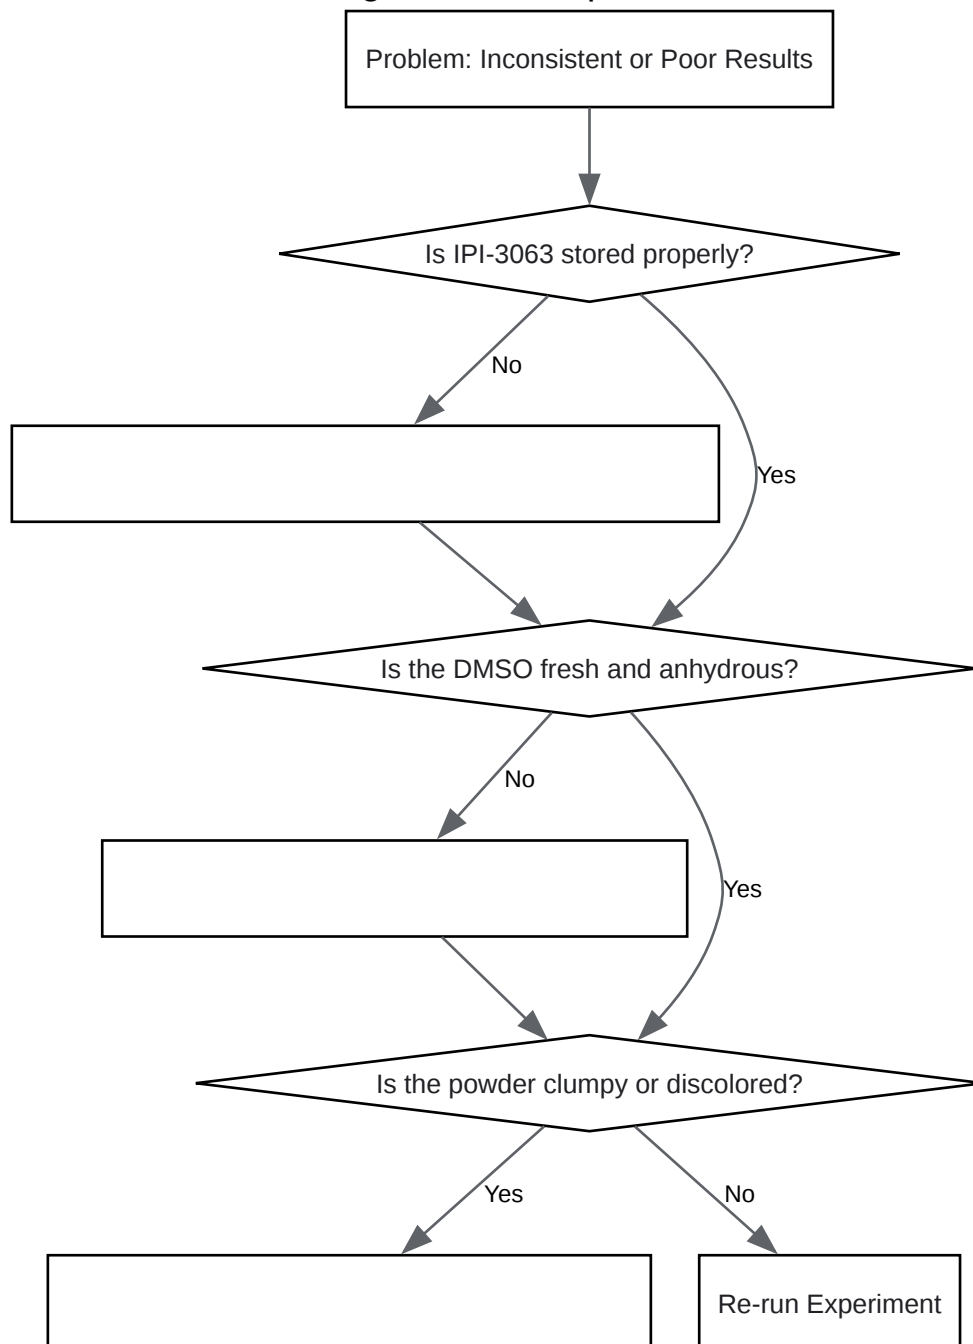 Problem: Inconsistent or Poor Results
Is IPI-3063 stored properly?
No
Yes
Is the DMSO fresh and anhydrous?
No
Yes
Is the powder clumpy or discolored?
Yes
No
Re-run Experiment